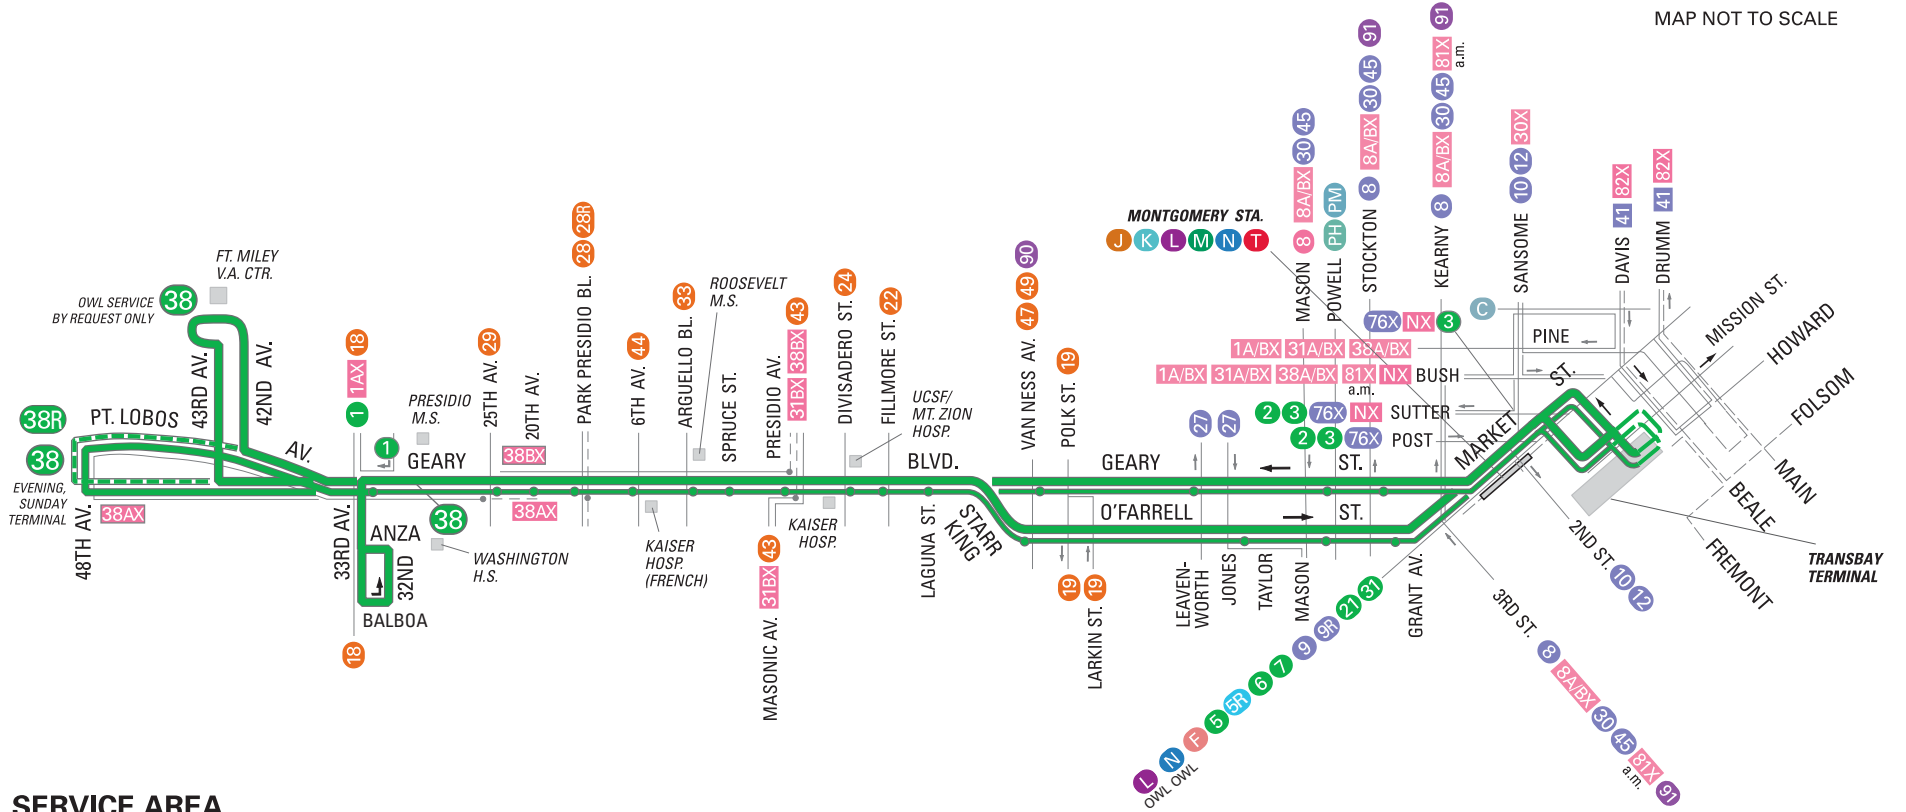 MAP NOT TO SCALE
FT. MILEY
V.A. CTR.
OWL SERVICE
BY REQUEST ONLY
38
43RD AV.
42ND AV.
38R
PT. LOBOS
AV.
38
EVENING,
SUNDAY
TERMINAL
48TH AV.
38AX
18
1AX
1
1
PRESIDIO
M.S.
GEARY
33RD AV.
ANZA
32ND
BALBOA
18
38
WASHINGTON
H.S.
29
25TH AV.
20TH AV.
38BX
38AX
28 28R
PARK PRESIDIO BL.
44
6TH AV.
KAISER
HOSP.
(FRENCH)
33
ARGUELLO BL.
ROOSEVELT
M.S.
SPRUCE ST.
PRESIDIO AV.
43
31BX 38BX
MASONIC AV.
31BX
43
KAISER
HOSP.
24
DIVISADERO ST.
22
FILLMORE ST.
UCSF/
MT. ZION
HOSP.
BLVD.
LAGUNA ST.
STARR
KING
90
47 49
VAN NESS AV.
19
POLK ST.
19
LARKIN ST.
19
GEARY
ST.
O'FARRELL
ST.
27
LEAVEN-
WORTH
27
JONES
TAYLOR
MASON
GRANT AV.
MONTGOMERY STA.
J K L M N T
MASON
8 8A/BX 30 45
POWELL
PH PM
STOCKTON
8 8A/BX 30 45 91
KEARNY
8 8A/BX 30 45 81X 91
a.m.
SANSOME
10 12 30X
DAVIS
41 82X
DRUMM
41 82X
C
76X NX 3
PINE
1A/BX 31A/BX 38A/BX
1A/BX 31A/BX 38A/BX 81X NX BUSH
a.m.
2 3 76X NX SUTTER
2 3 76X POST
MARKET
ST.
MISSION ST.
HOWARD
FOLSOM
MAIN
BEALE
FREMONT
TRANSBAY
TERMINAL
2ND ST.
10 12
3RD ST.
8 8A/BX 30 45 81X 91
a.m.
L N F 5 5R 6 7 9 9R 21 31
OWL OWL
SERVICE AREA